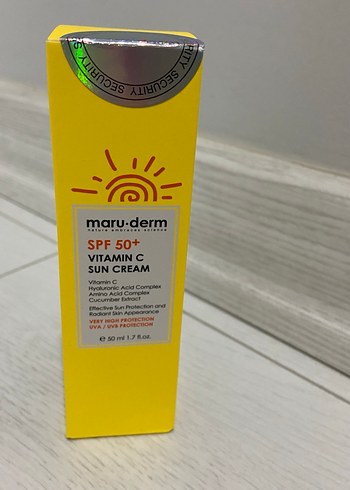 SECURITY SECURITY
maru·derm
nature embraces science
SPF 50+
VITAMIN C
SUN CREAM
Vitamin C
Hyaluronic Acid Complex
Amino Acid Complex
Cucumber Extract
Effective Sun Protection and
Radiant Skin Appearance
VERY HIGH PROTECTION
UVA / UVB PROTECTION
℮ 50 ml 1.7 fl.oz.